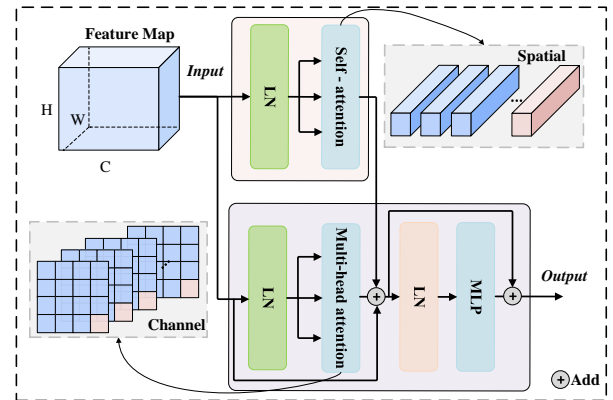 Feature Map
Input
H
W
C
LN
Self - attention
Spatial
...
Channel
LN
Multi-head attention
+
LN
MLP
+
Output
+ Add